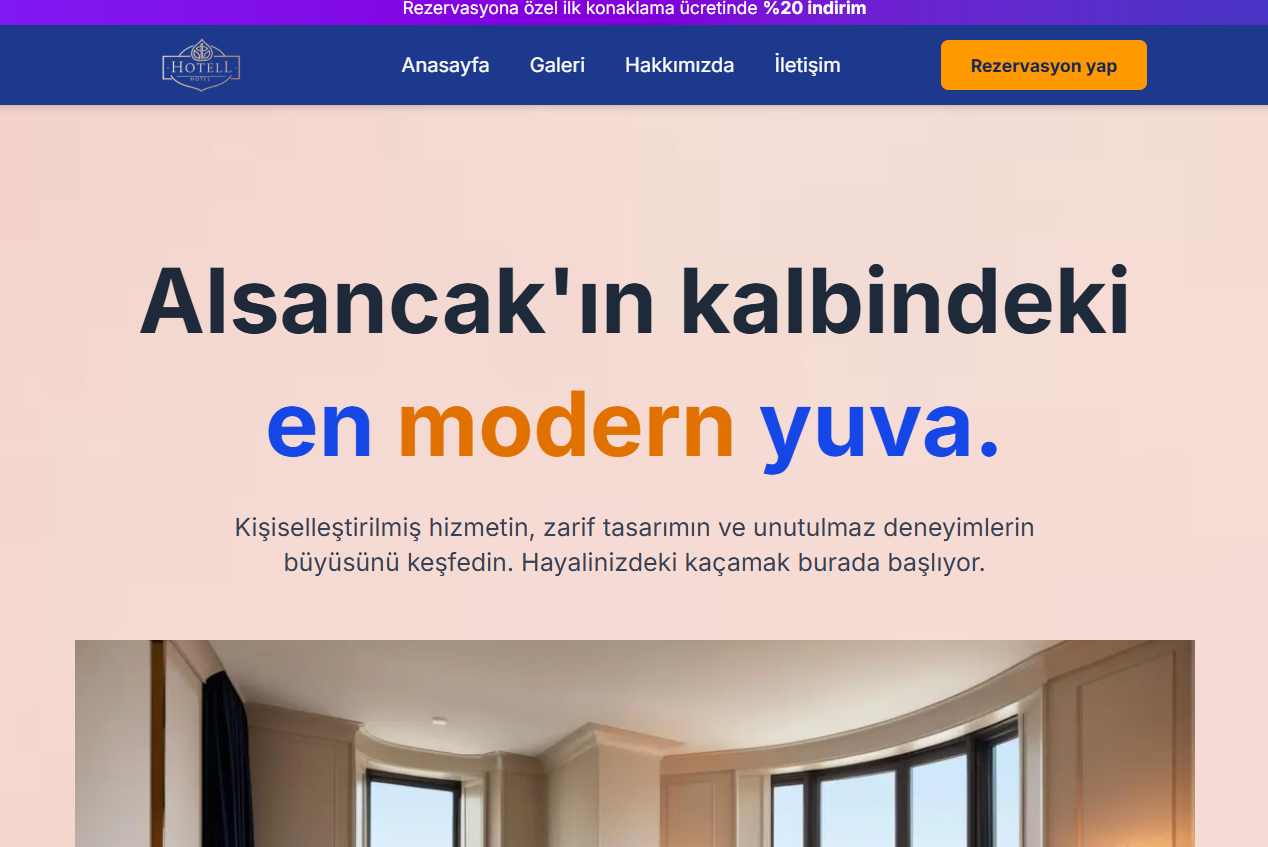 Rezervasyona özel ilk konaklama ücretinde %20 indirim
HOTELL
HOTEL
Anasayfa
Galeri
Hakkımızda
İletişim
Rezervasyon yap
Alsancak'ın kalbindeki
en modern yuva.
Kişiselleştirilmiş hizmetin, zarif tasarımın ve unutulmaz deneyimlerin
büyüsünü keşfedin. Hayalinizdeki kaçamak burada başlıyor.